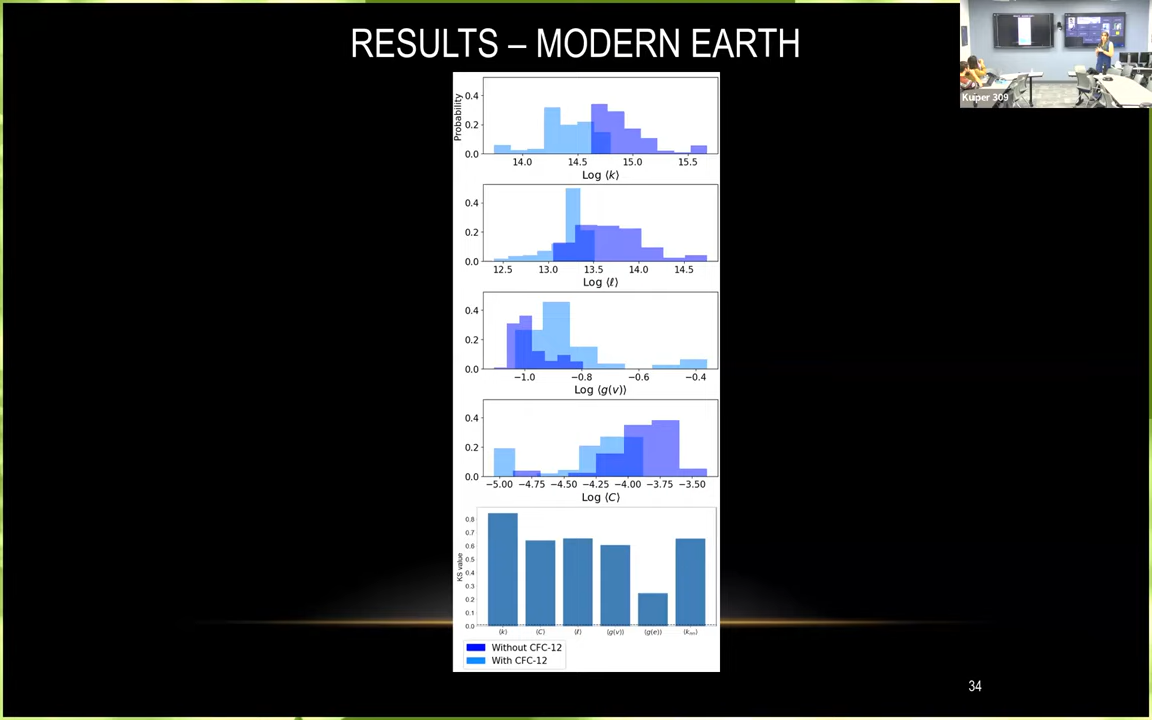 RESULTS – MODERN EARTH
Kuiper 309
Probability
0.4
0.2
0.0
14.0 14.5 15.0 15.5
Log ⟨k⟩
0.4
0.2
0.0
12.5 13.0 13.5 14.0 14.5
Log ⟨ℓ⟩
0.4
0.2
0.0
−1.0 −0.8 −0.6 −0.4
Log ⟨g(v)⟩
0.4
0.2
0.0
−5.00 −4.75 −4.50 −4.25 −4.00 −3.75 −3.50
Log ⟨C⟩
KS value
0.8
0.7
0.6
0.5
0.4
0.3
0.2
0.1
0.0
⟨k⟩ ⟨C⟩ ⟨ℓ⟩ ⟨g(v)⟩ ⟨g(e)⟩
Without CFC-12
With CFC-12
34